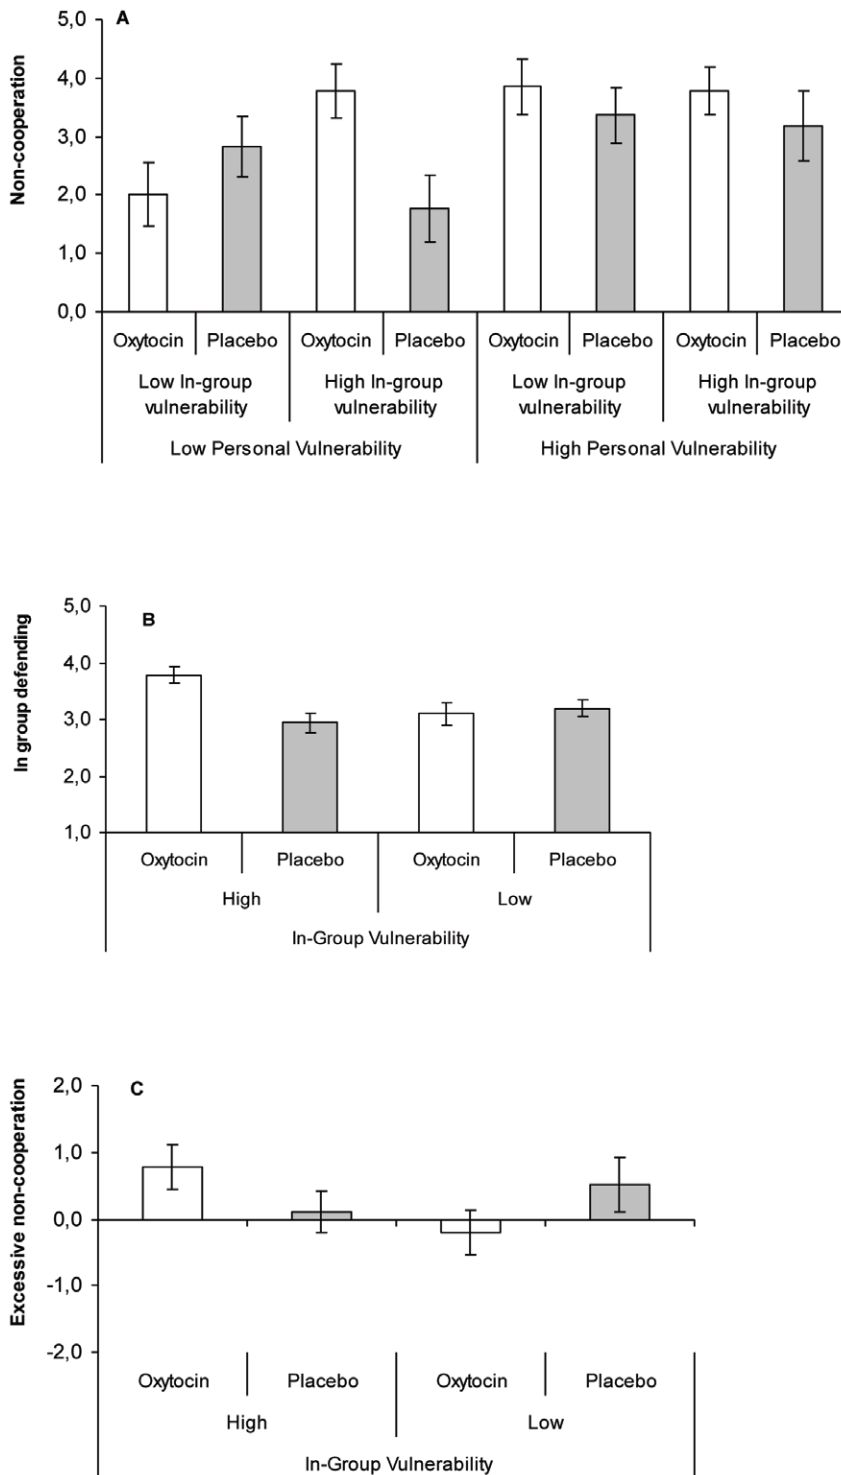 A
Non-cooperation
5,0
4,0
3,0
2,0
1,0
0,0
Oxytocin Placebo Oxytocin Placebo Oxytocin Placebo Oxytocin Placebo
Low In-group High In-group Low In-group High In-group
vulnerability vulnerability vulnerability vulnerability
Low Personal Vulnerability High Personal Vulnerability
B
In group defending
5,0
4,0
3,0
2,0
1,0
Oxytocin Placebo Oxytocin Placebo
High Low
In-Group Vulnerability
C
Excessive non-cooperation
2,0
1,0
0,0
-1,0
-2,0
Oxytocin Placebo Oxytocin Placebo
High Low
In-Group Vulnerability